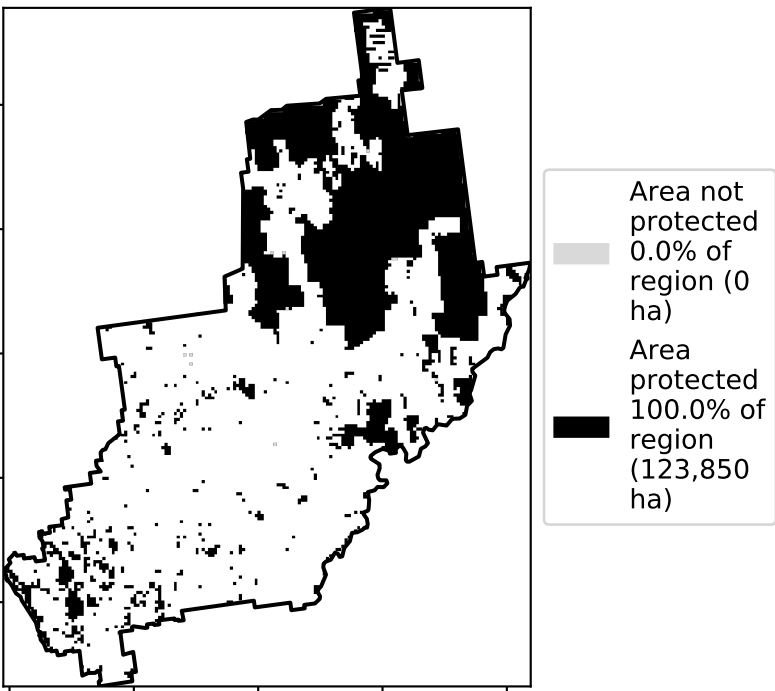 Area not
protected
0.0% of
region (0
ha)
Area
protected
100.0% of
region
(123,850
ha)